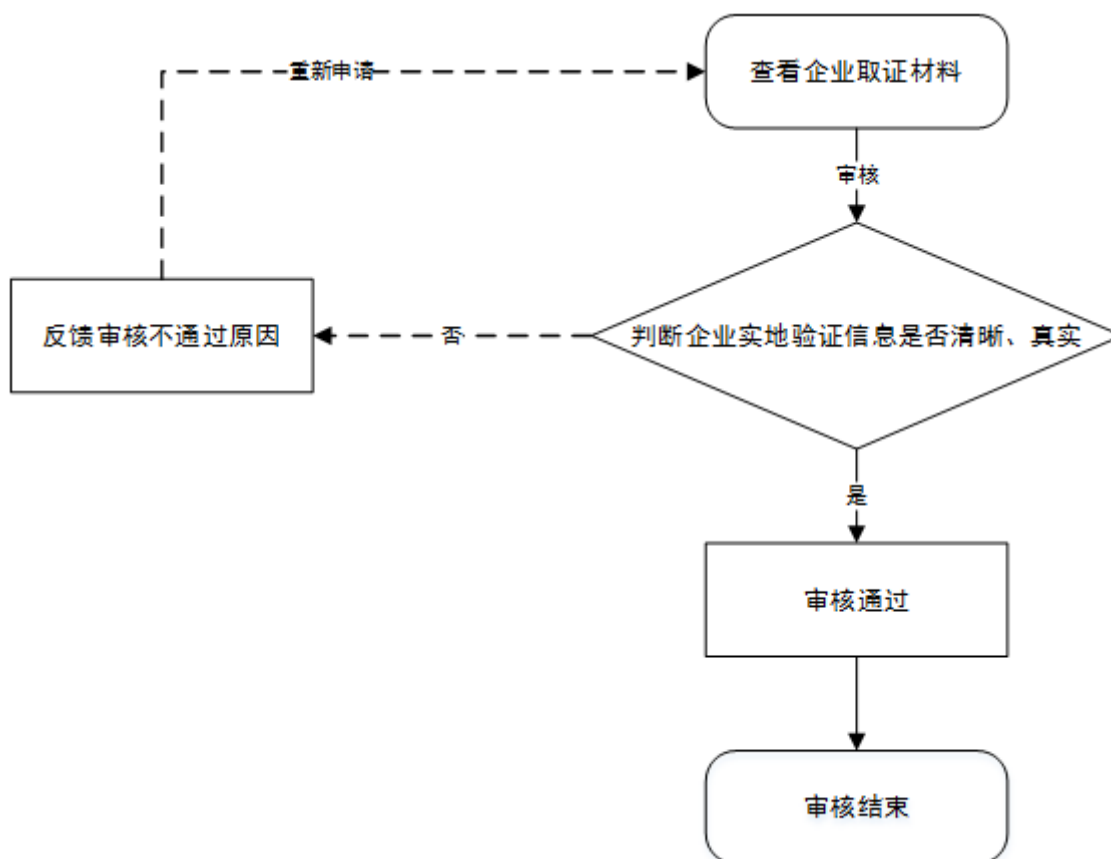 重新申请
查看企业取证材料
审核
反馈审核不通过原因
否
判断企业实地验证信息是否清晰、真实
是
审核通过
审核结束